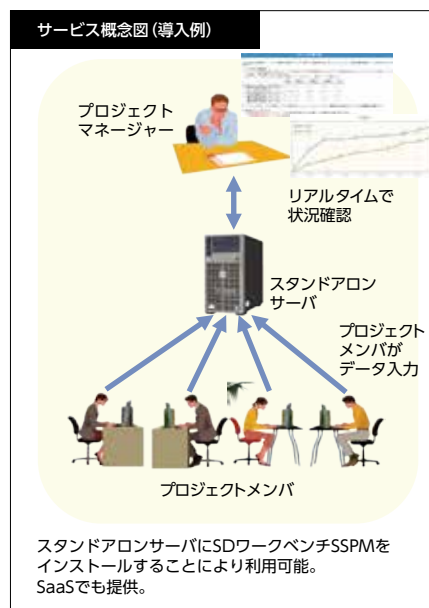 サービス概念図(導入例)
プロジェクト
マネージャー
リアルタイムで
状況確認
スタンドアロン
サーバ
プロジェクト
メンバが
データ入力
プロジェクトメンバ
スタンドアロンサーバにSDワークベンチSSPMを
インストールすることにより利用可能。
SaaSでも提供。